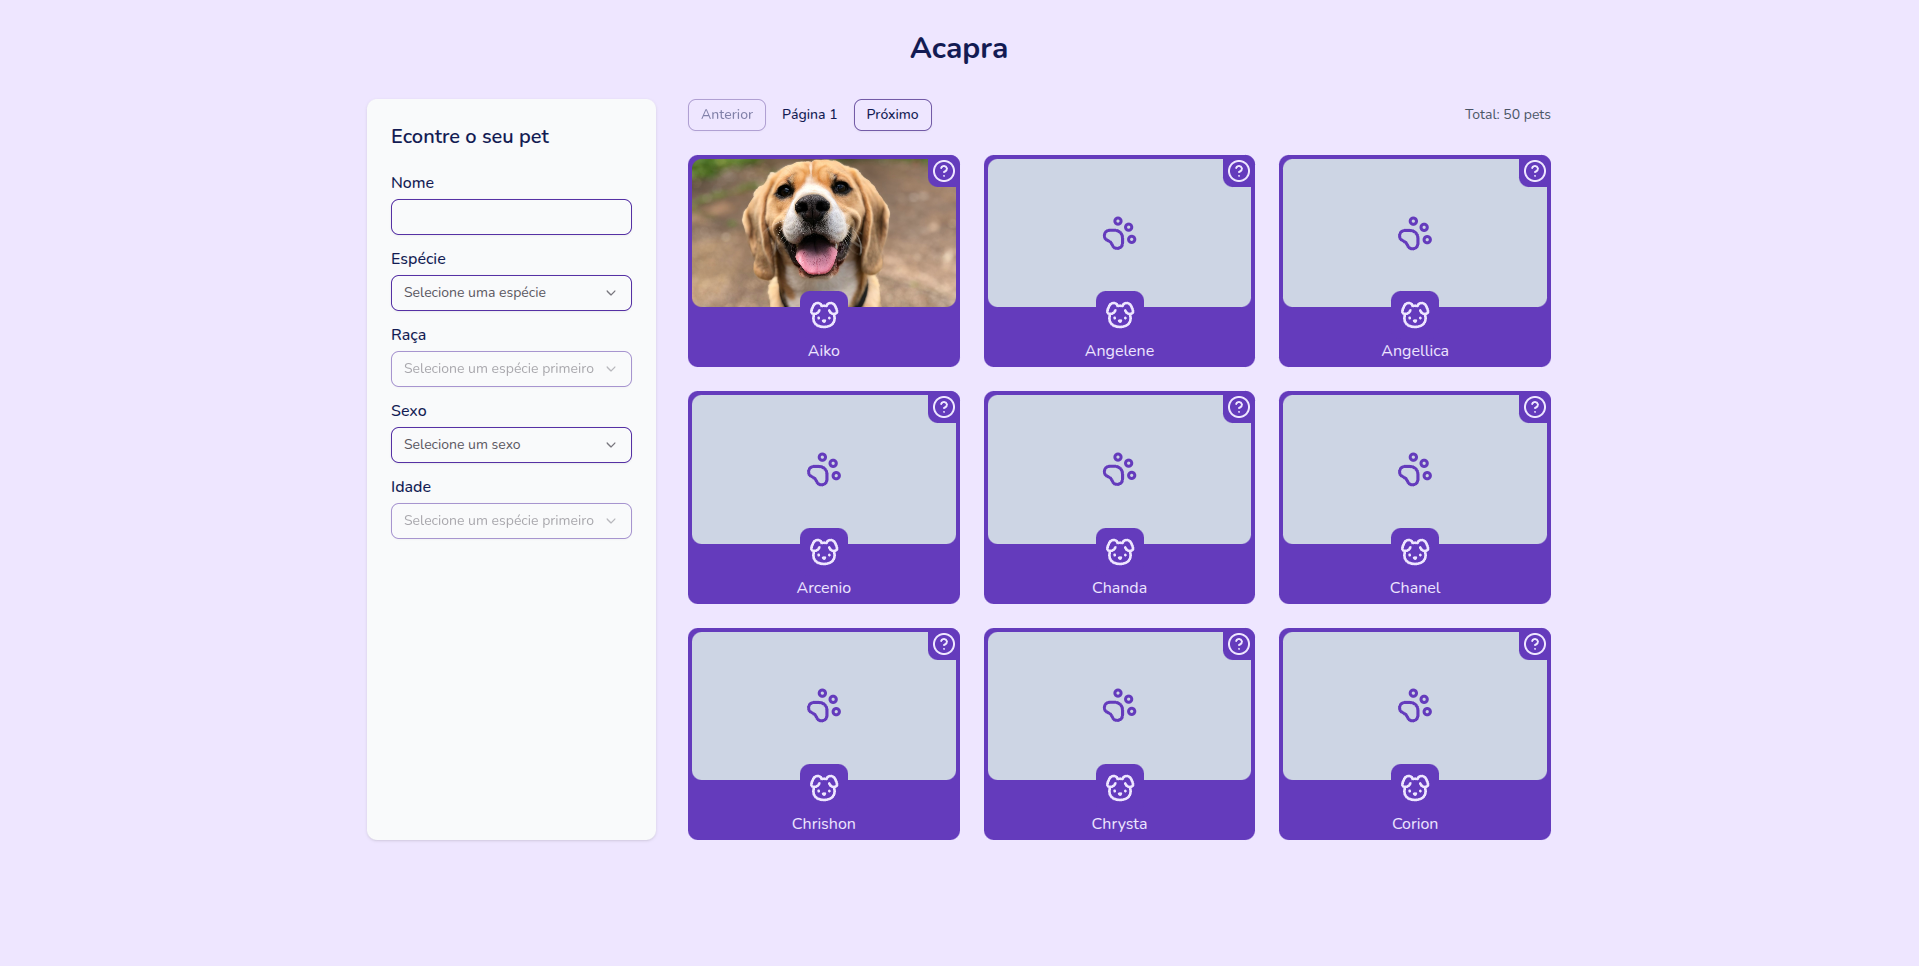 Acapra
Econtre o seu pet
Nome
Espécie
Selecione uma espécie
Raça
Selecione um espécie primeiro
Sexo
Selecione um sexo
Idade
Selecione um espécie primeiro
Anterior
Página 1
Próximo
Total: 50 pets
Aiko
Angelene
Angellica
Arcenio
Chanda
Chanel
Chrishon
Chrysta
Corion